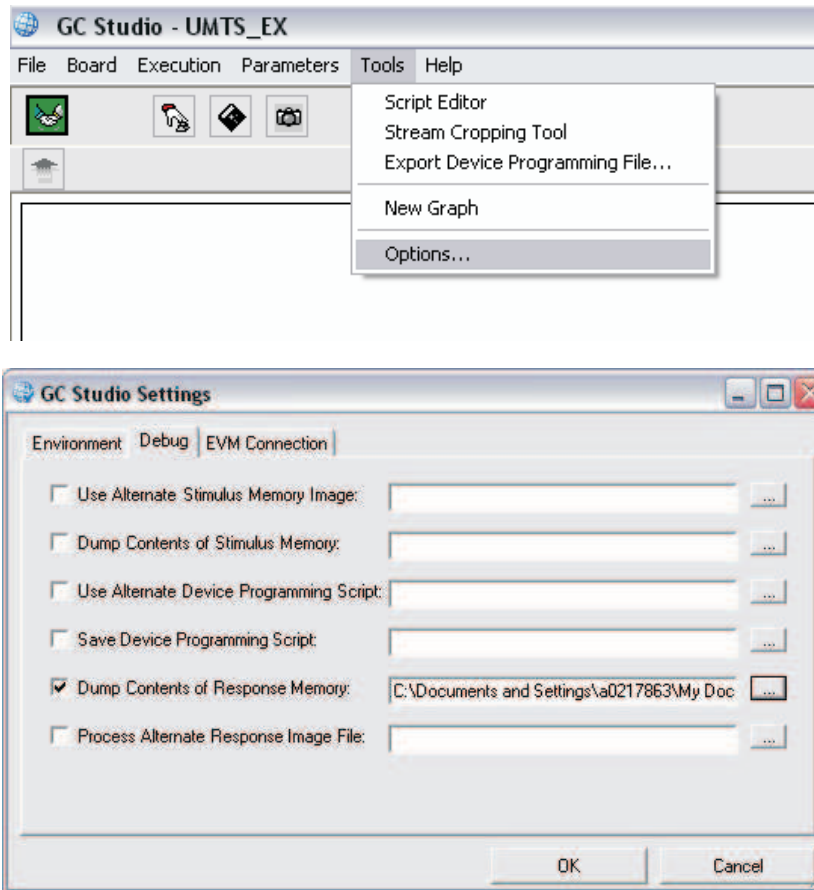 GC Studio - UMTS_EX
File Board Execution Parameters Tools Help
Script Editor
Stream Cropping Tool
Export Device Programming File...
New Graph
Options...
GC Studio Settings
Environment Debug EVM Connection
Use Alternate Stimulus Memory Image: ...
Dump Contents of Stimulus Memory: ...
Use Alternate Device Programming Script: ...
Save Device Programming Script: ...
Dump Contents of Response Memory: C:\Documents and Settings\a0217863\My Doc ...
Process Alternate Response Image File: ...
OK Cancel